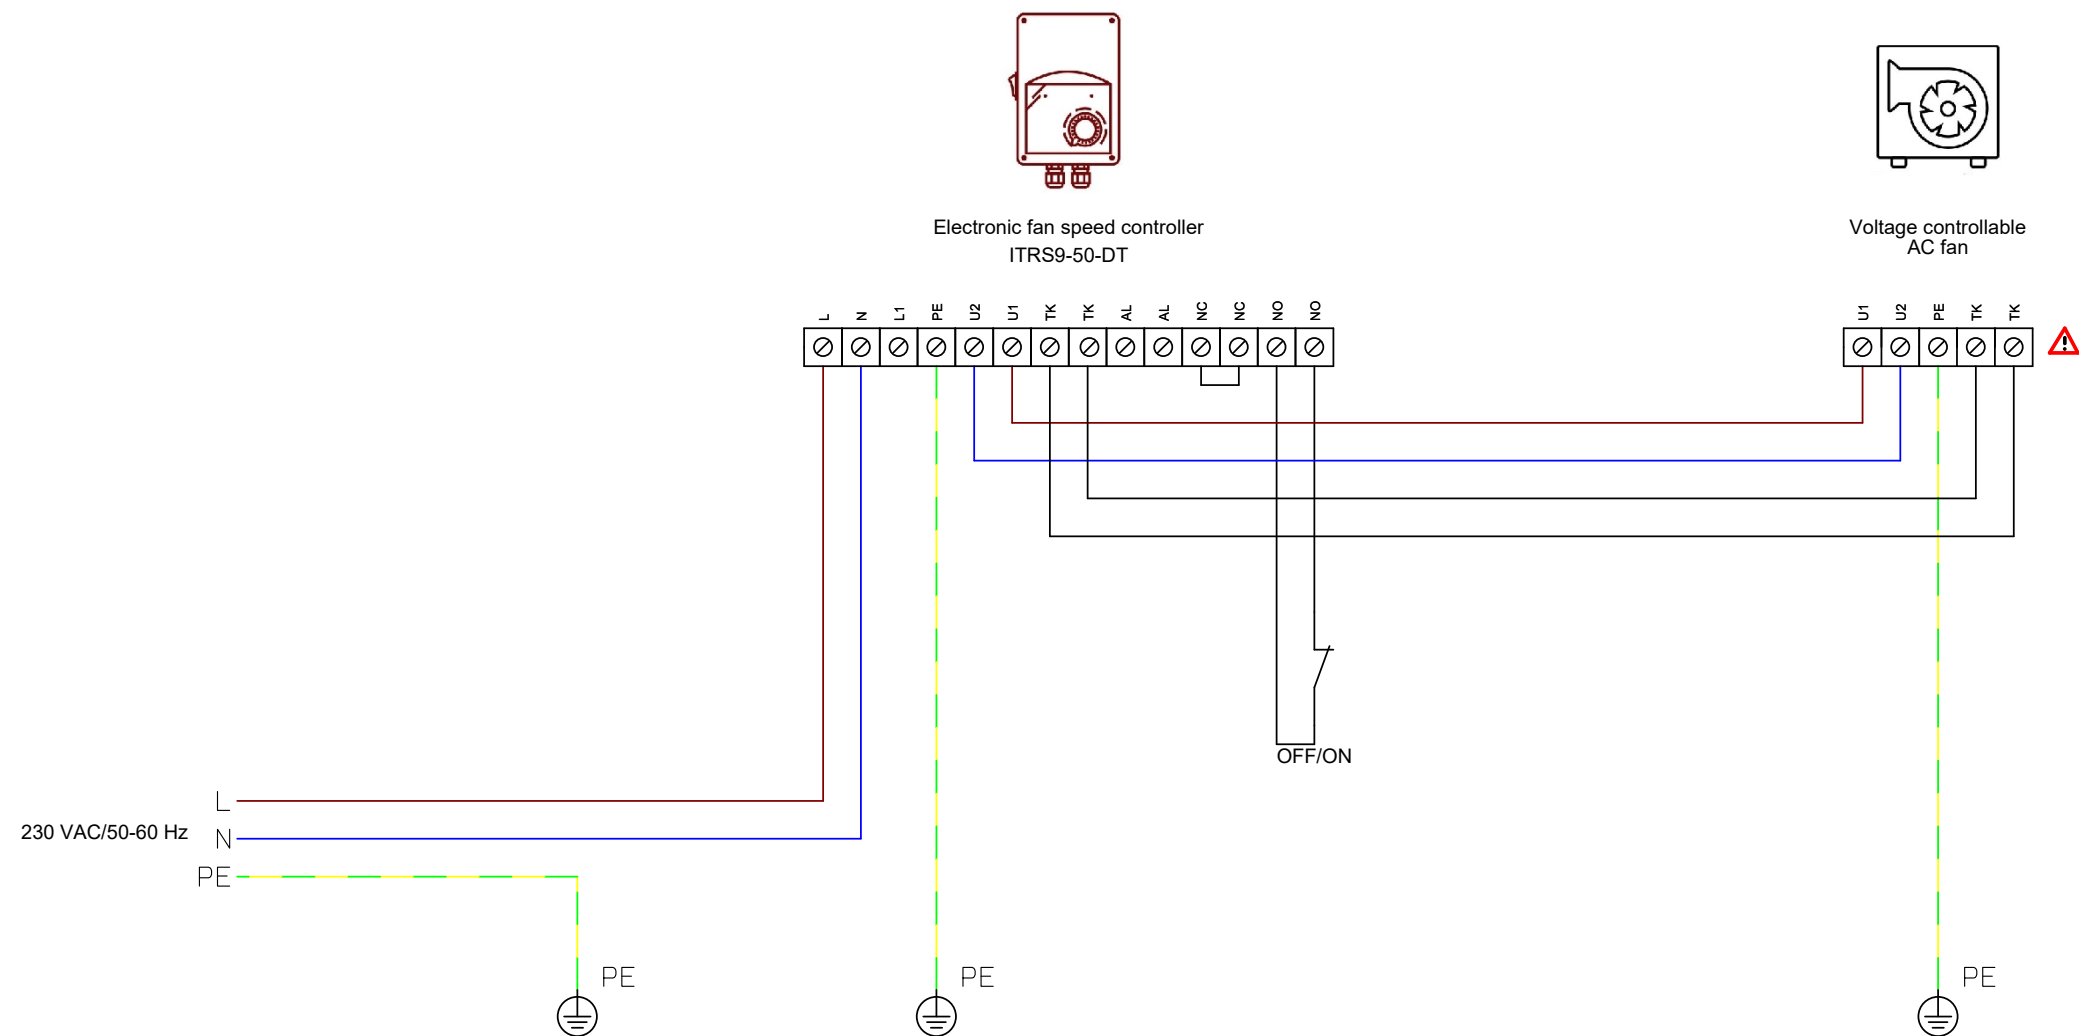 Electronic fan speed controller
ITRS9-50-DT
Voltage controllable
AC fan
L N L1 PE U2 U1 TK TK AL AL NC NC NO NO
U1 U2 PE TK TK
OFF/ON
L
230 VAC/50-60 Hz
N
PE
PE
PE
PE